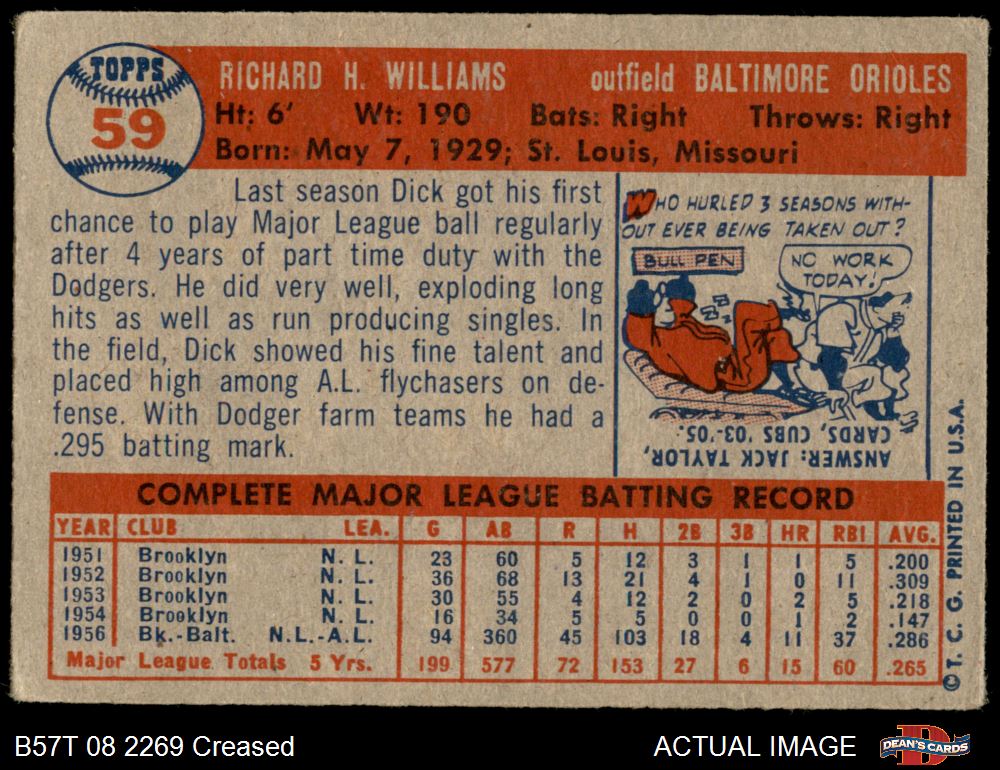 TOPPS
59
RICHARD H. WILLIAMS outfield BALTIMORE ORIOLES
Ht: 6' Wt: 190 Bats: Right Throws: Right
Born: May 7, 1929; St. Louis, Missouri
Last season Dick got his first
chance to play Major League ball regularly
after 4 years of part time duty with the
Dodgers. He did very well, exploding long
hits as well as run producing singles. In
the field, Dick showed his fine talent and
placed high among A.L. flychasers on de-
fense. With Dodger farm teams he had a
.295 batting mark.
WHO HURLED 3 SEASONS WITH-
OUT EVER BEING TAKEN OUT?
BULL PEN
NO WORK
TODAY!
Z Z Z
ANSWER: JACK TAYLOR,
CARDS, CUBS '03-'05.
COMPLETE MAJOR LEAGUE BATTING RECORD
YEAR CLUB LEA. G AB R H 2B 3B HR RBI AVG.
1951 Brooklyn N. L. 23 60 5 12 3 1 1 5 .200
1952 Brooklyn N. L. 36 68 13 21 4 1 0 11 .309
1953 Brooklyn N. L. 30 55 4 12 2 0 2 5 .218
1954 Brooklyn N. L. 16 34 5 5 0 0 1 2 .147
1956 Bk.-Balt. N.L.-A.L. 94 360 45 103 18 4 11 37 .286
Major League Totals 5 Yrs. 199 577 72 153 27 6 15 60 .265
©T. C. G. PRINTED IN U.S.A.
B57T 08 2269 Creased
ACTUAL IMAGE
D
DEAN'S CARDS